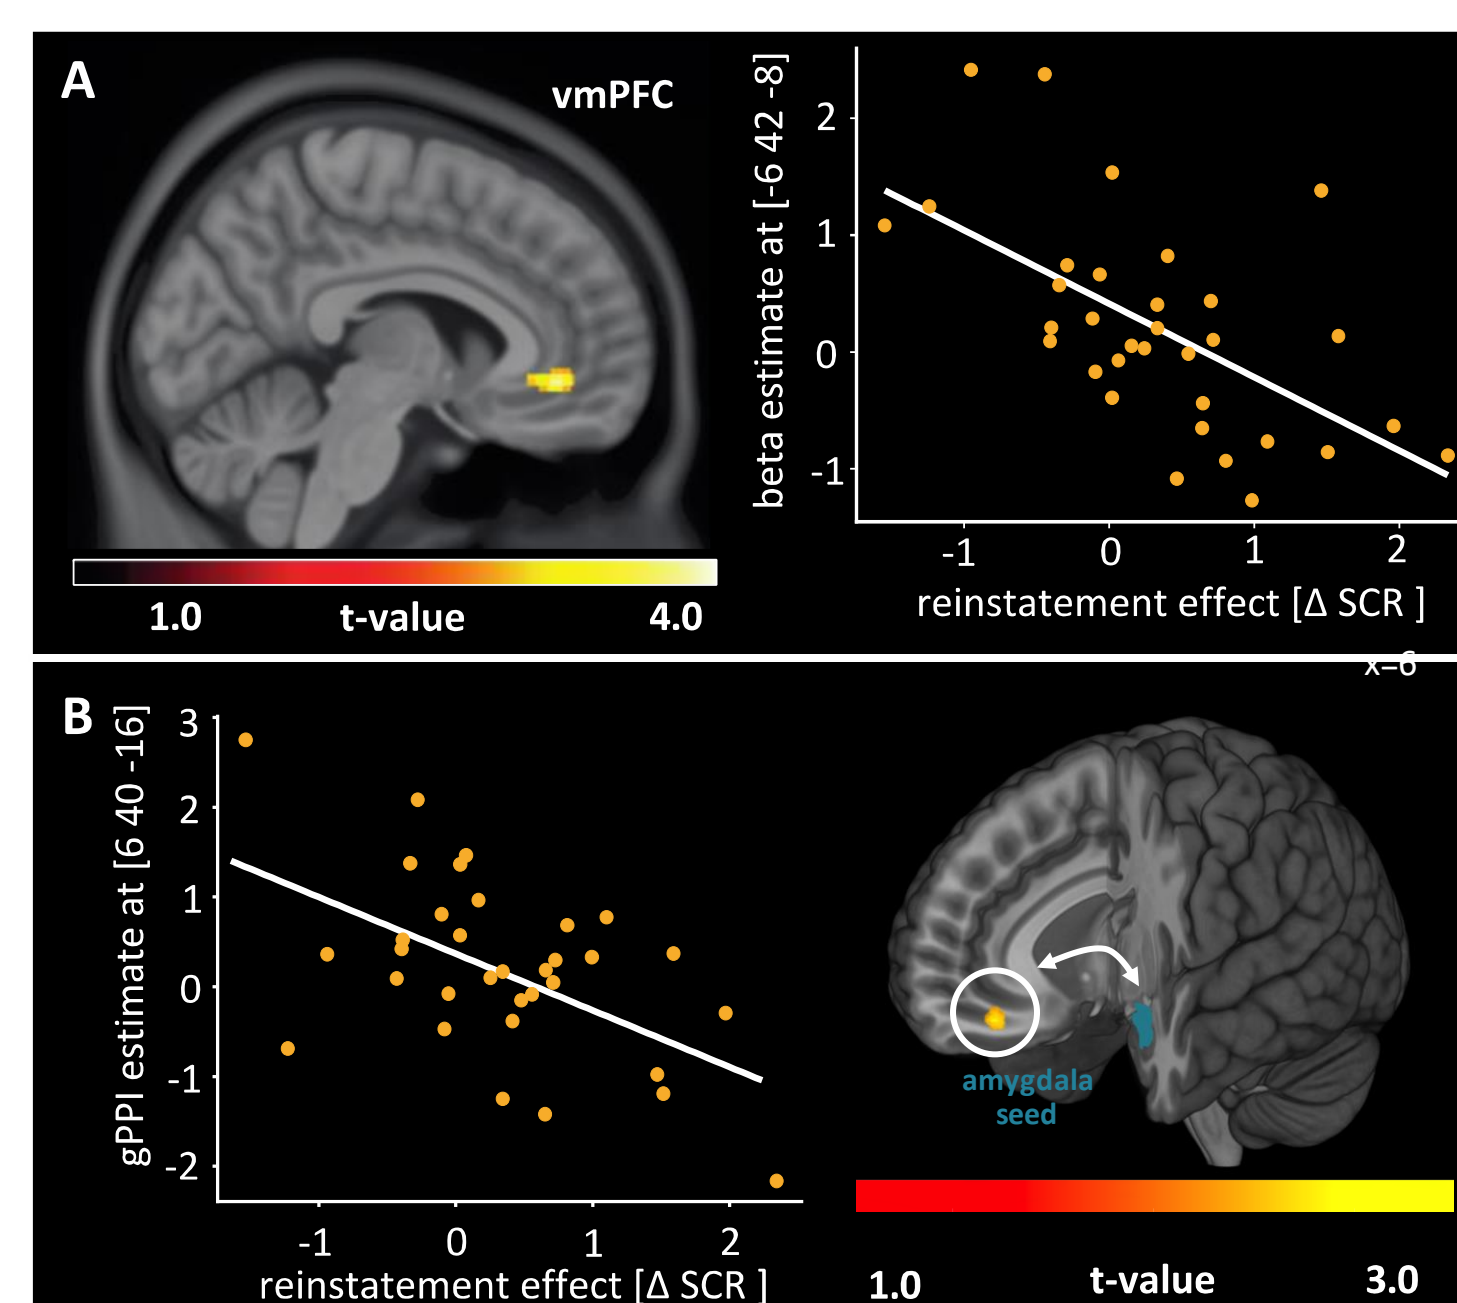 A
vmPFC
1.0 t-value 4.0
beta estimate at [-6 42 -8]
2
1
0
-1
-1 0 1 2
reinstatement effect [Δ SCR ]
x=6
B
gPPI estimate at [6 40 -16]
3
2
1
0
-1
-2
-1 0 1 2
reinstatement effect [Δ SCR ]
amygdala
seed
1.0 t-value 3.0